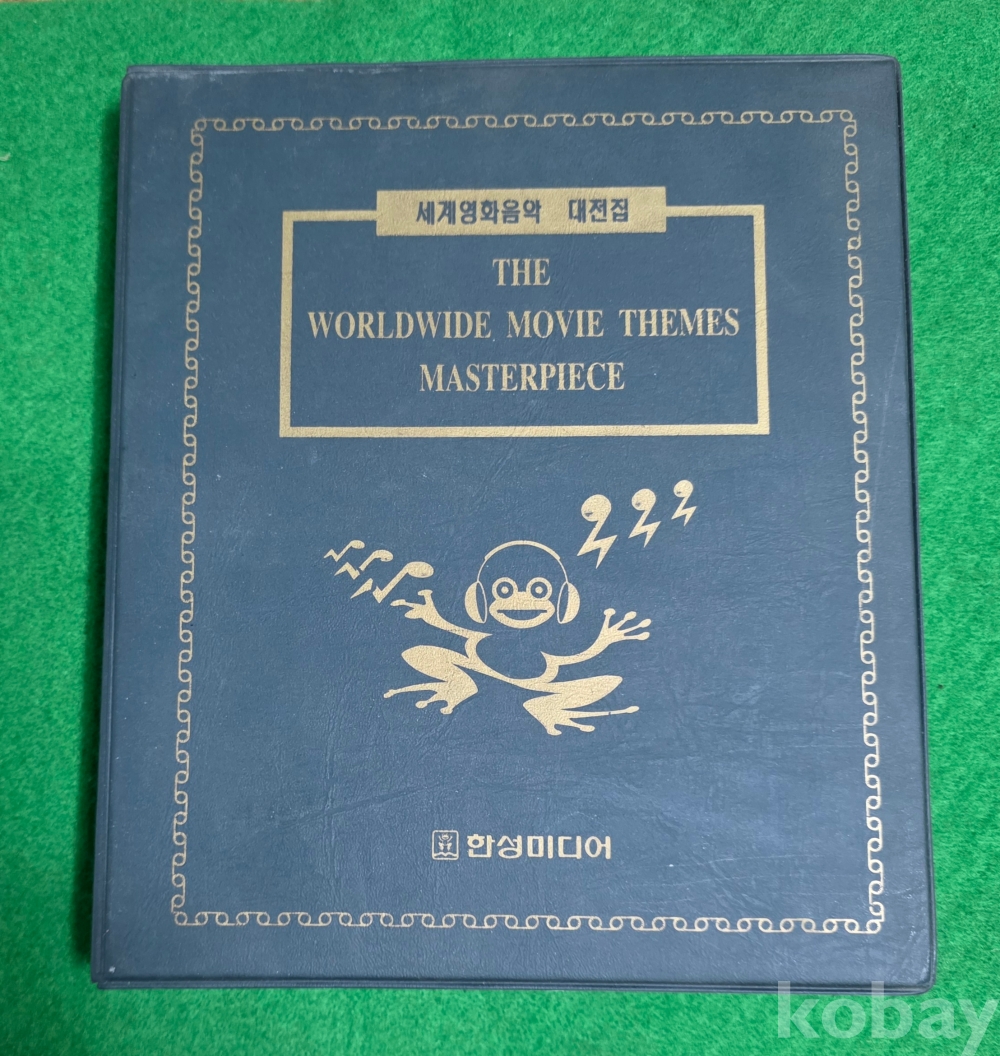 세계영화음악 대전집
THE
WORLDWIDE MOVIE THEMES
MASTERPIECE
한성미디어
kobay